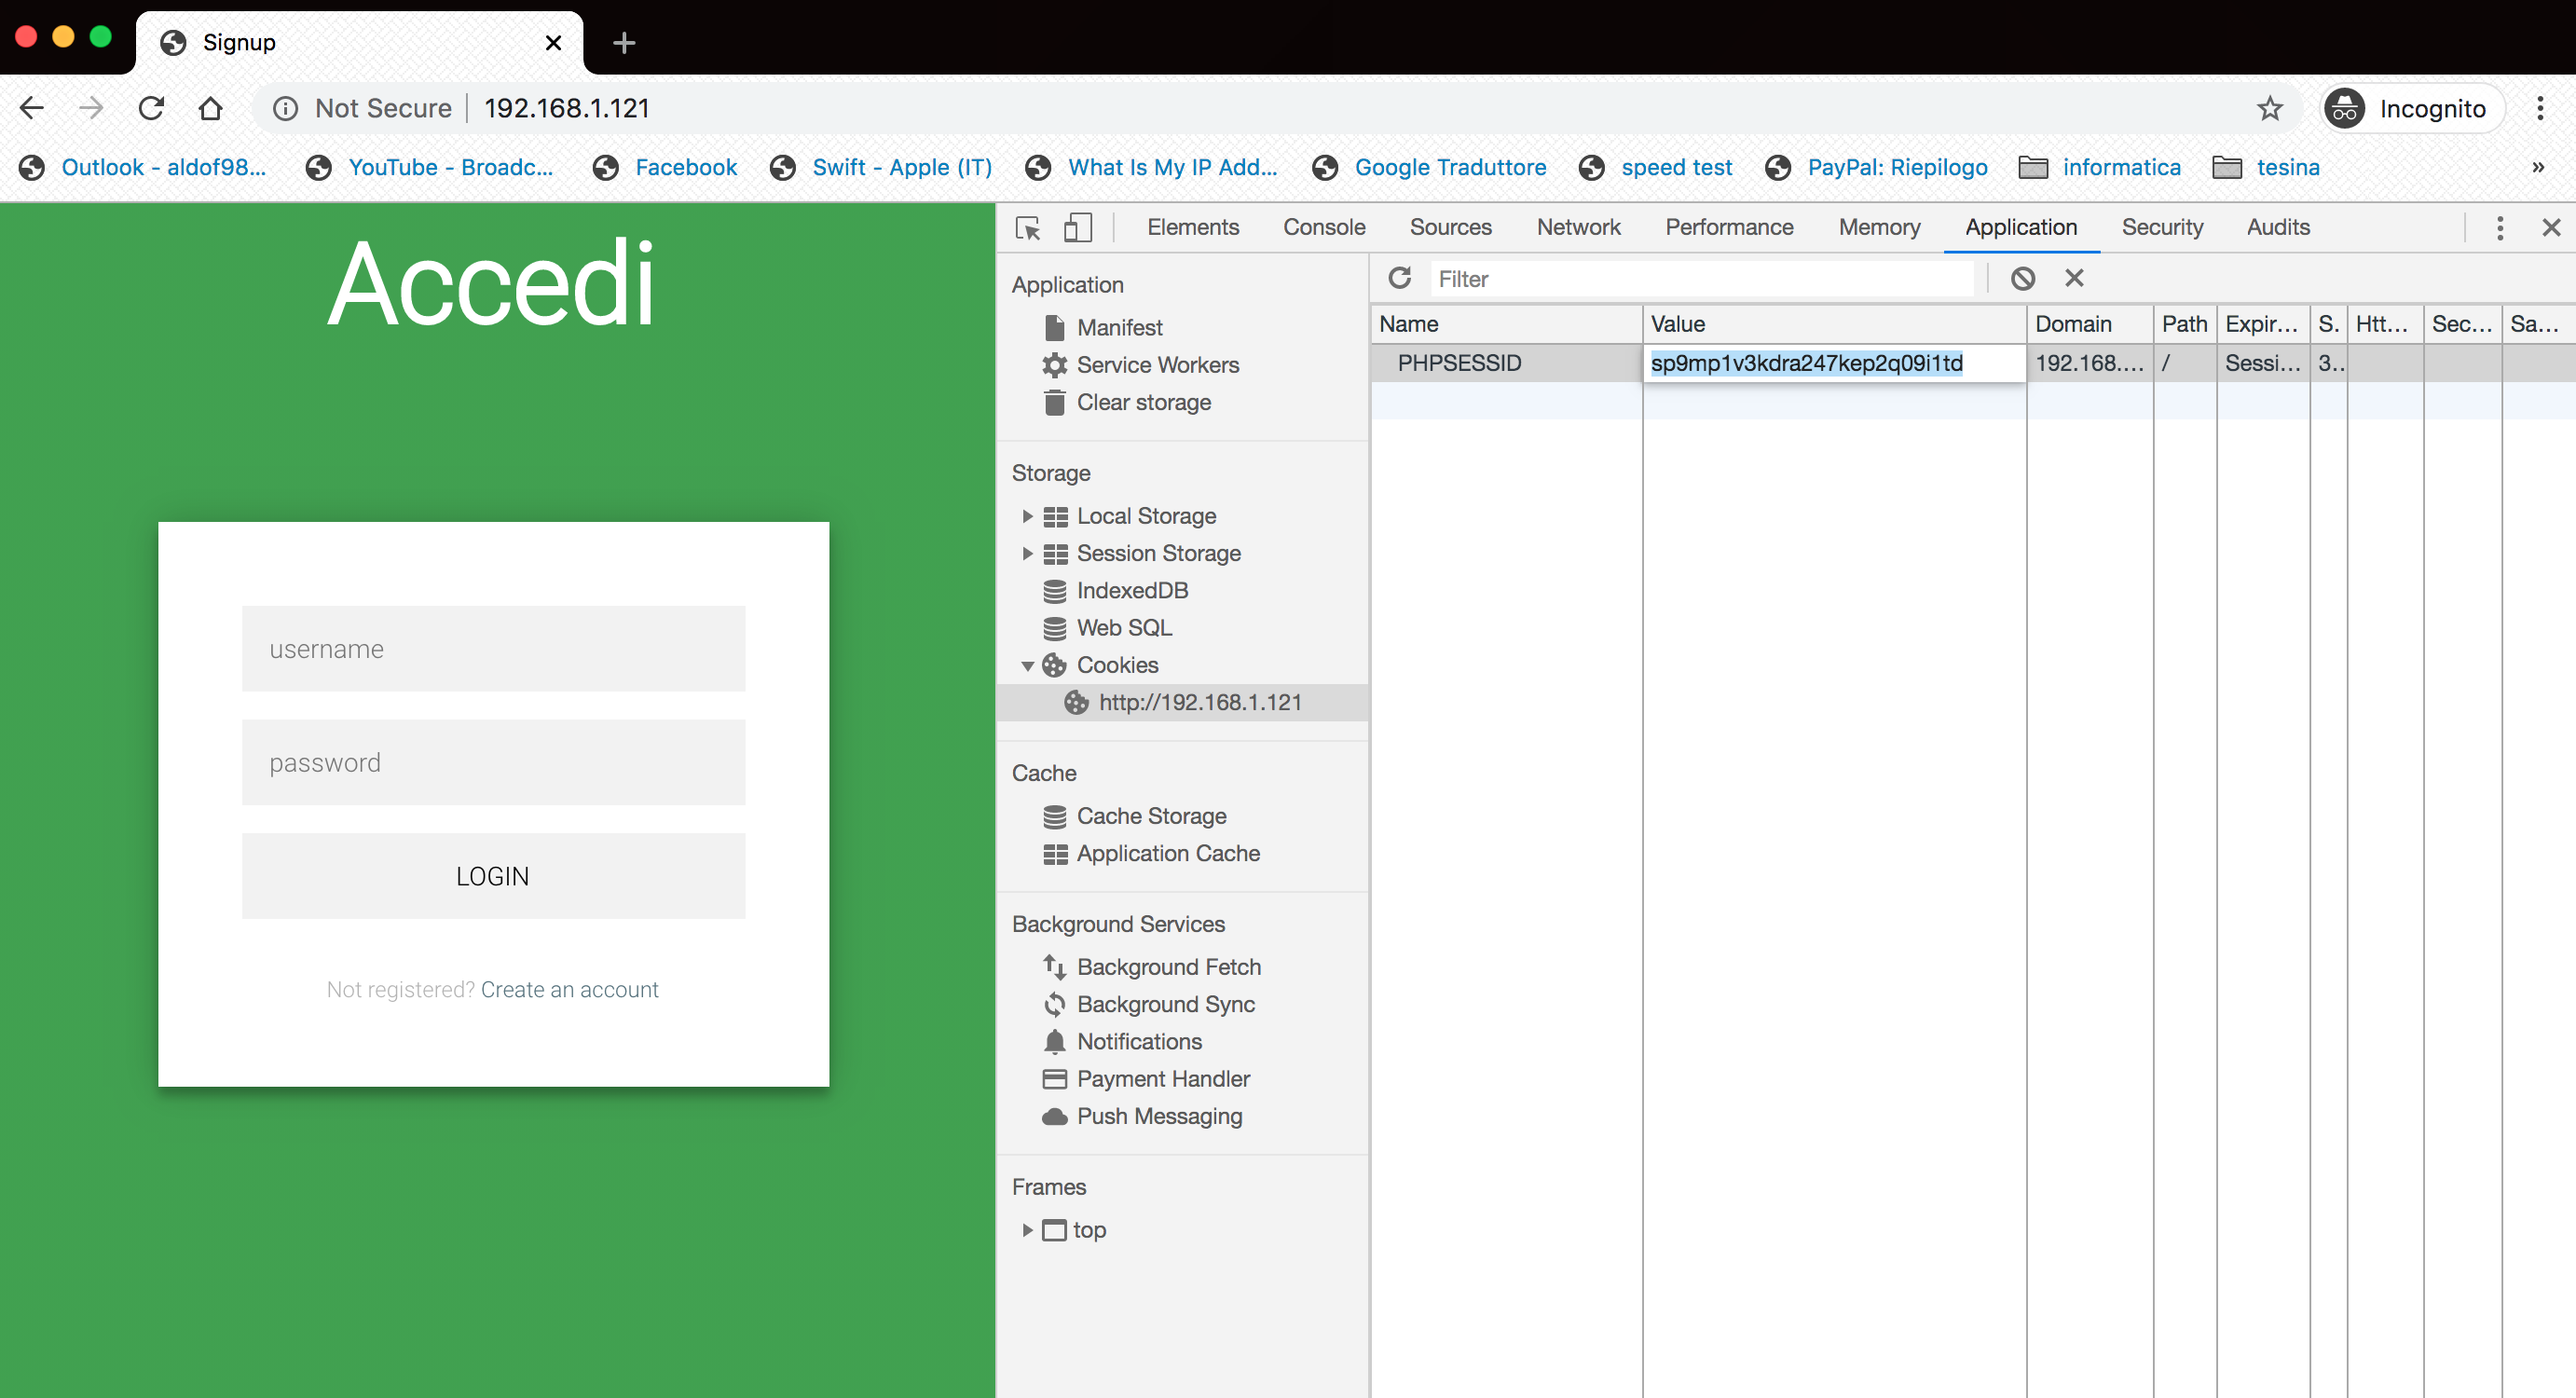 Signup
Not Secure 192.168.1.121 Incognito
Outlook - aldof98... YouTube - Broadc... Facebook Swift - Apple (IT) What Is My IP Add... Google Traduttore speed test PayPal: Riepilogo informatica tesina »
Accedi
username
password
LOGIN
Not registered? Create an account
Elements Console Sources Network Performance Memory Application Security Audits
Application
Manifest
Service Workers
Clear storage
Storage
Local Storage
Session Storage
IndexedDB
Web SQL
Cookies
http://192.168.1.121
Cache
Cache Storage
Application Cache
Background Services
Background Fetch
Background Sync
Notifications
Payment Handler
Push Messaging
Frames
top
Filter
Name Value Domain Path Expir... S. Htt... Sec... Sa...
PHPSESSID sp9mp1v3kdra247kep2q09i1td 192.168.... / Sessi... 3..